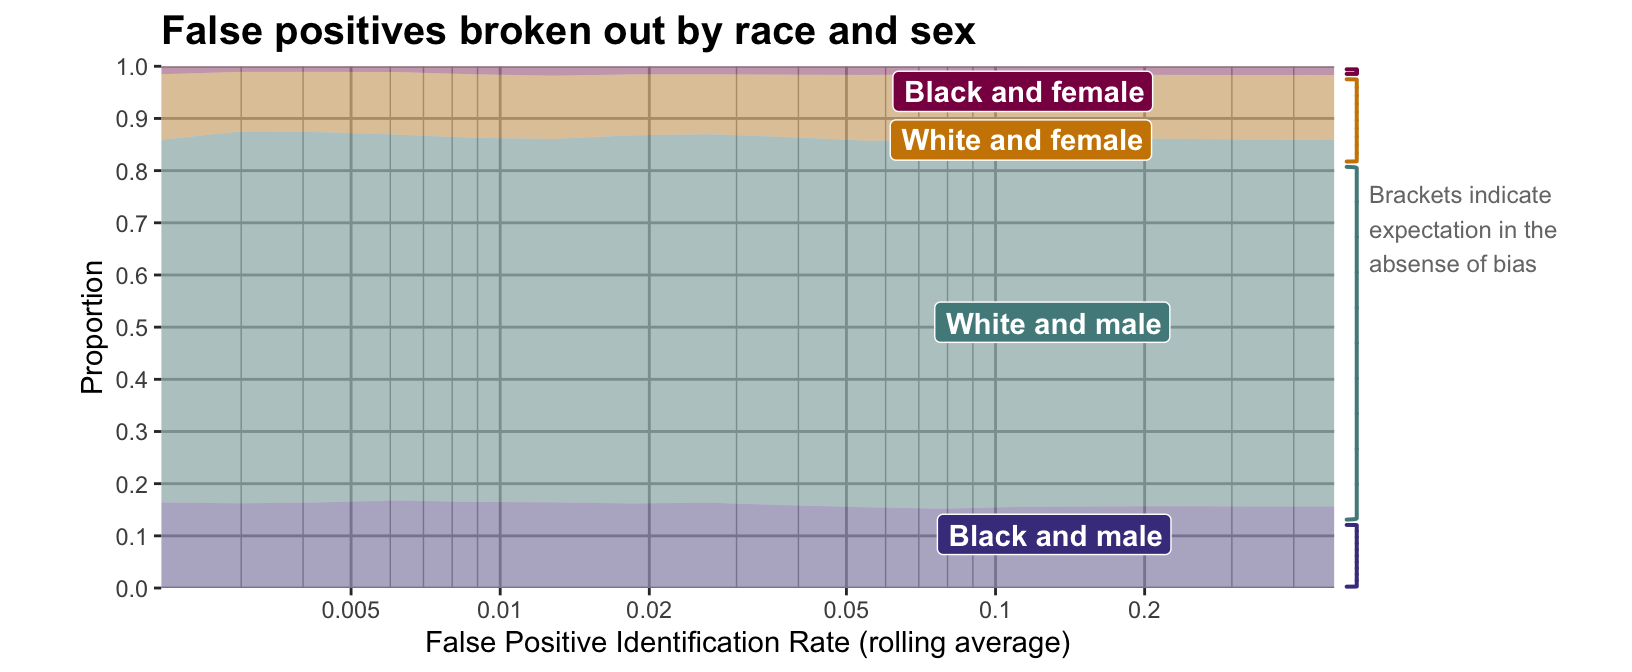 False positives broken out by race and sex
1.0
0.9
0.8
0.7
0.6
0.5
0.4
0.3
0.2
0.1
0.0
Proportion
Black and female
White and female
White and male
Black and male
Brackets indicate
expectation in the
absense of bias
0.005 0.01 0.02 0.05 0.1 0.2
False Positive Identification Rate (rolling average)